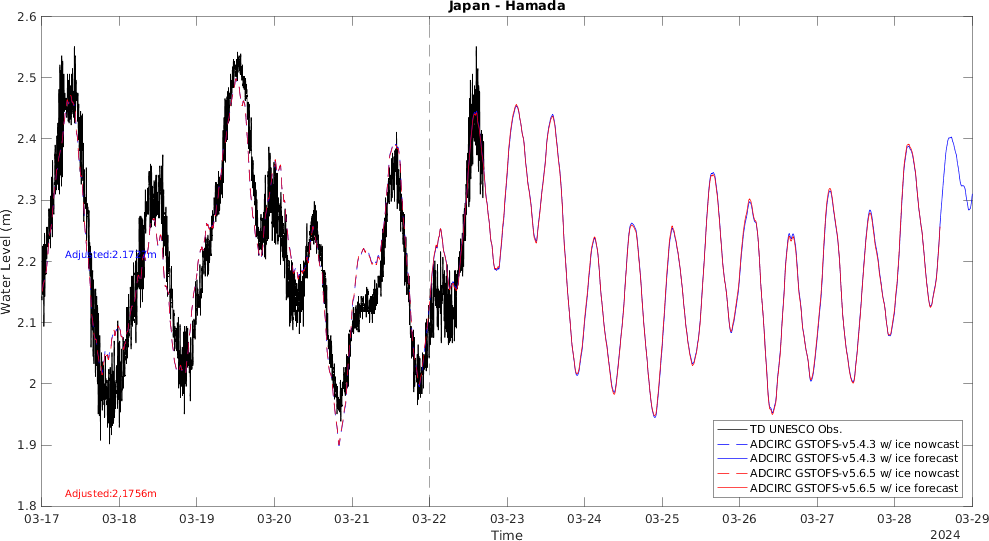 Japan - Hamada
2.6
2.5
2.4
2.3
2.2
2.1
2
1.9
1.8
Water Level (m)
Adjusted:2.1756m
03-17
03-18
03-19
03-20
03-21
03-22
03-23
03-24
03-25
03-26
03-27
03-28
03-29
Time
2024
TD UNESCO Obs.
ADCIRC GSTOFS-v5.4.3 w/ ice nowcast
ADCIRC GSTOFS-v5.4.3 w/ ice forecast
ADCIRC GSTOFS-v5.6.5 w/ ice nowcast
ADCIRC GSTOFS-v5.6.5 w/ ice forecast